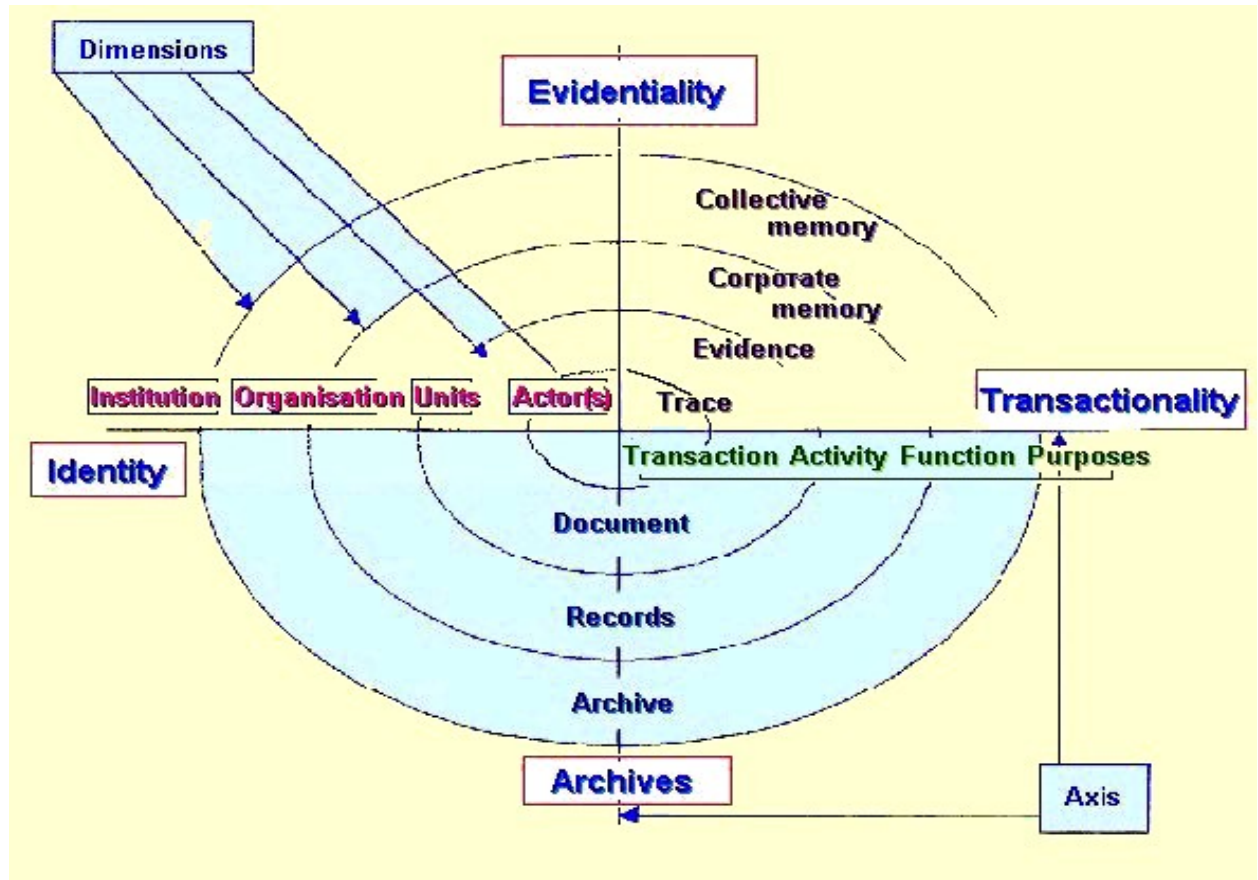 Dimensions
Evidentiality
Collective
memory
Corporate
memory
Evidence
Institution Organisation Units Actor(s) Trace
Transactionality
Identity
Transaction Activity Function Purposes
Document
Records
Archive
Archives
Axis